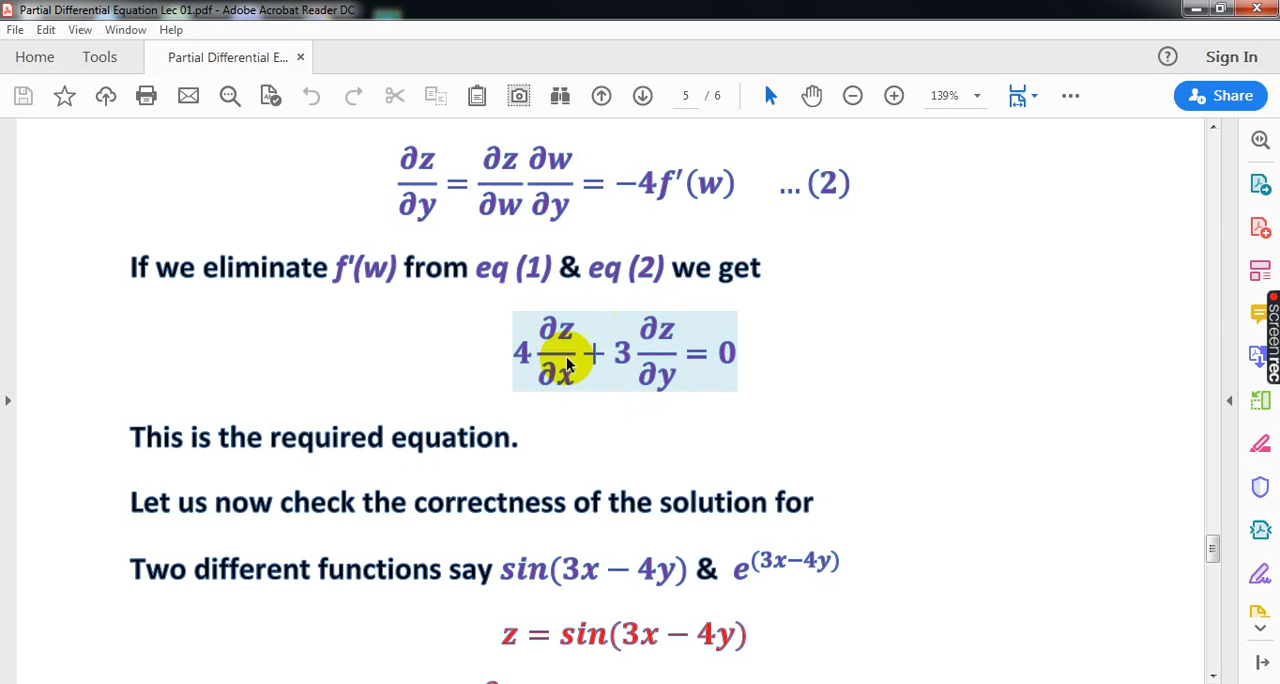 Partial Differential Equation Lec 01.pdf - Adobe Acrobat Reader DC
File Edit View Window Help
Home Tools Partial Differential E... × Sign In
5 / 6 139% Share
∂z/∂y = ∂z/∂w ∂w/∂y = −4f′(w) ...(2)
If we eliminate f'(w) from eq (1) & eq (2) we get
4 ∂z/∂x + 3 ∂z/∂y = 0
This is the required equation.
Let us now check the correctness of the solution for
Two different functions say sin(3x − 4y) & e^(3x−4y)
z = sin(3x − 4y)
screenrec